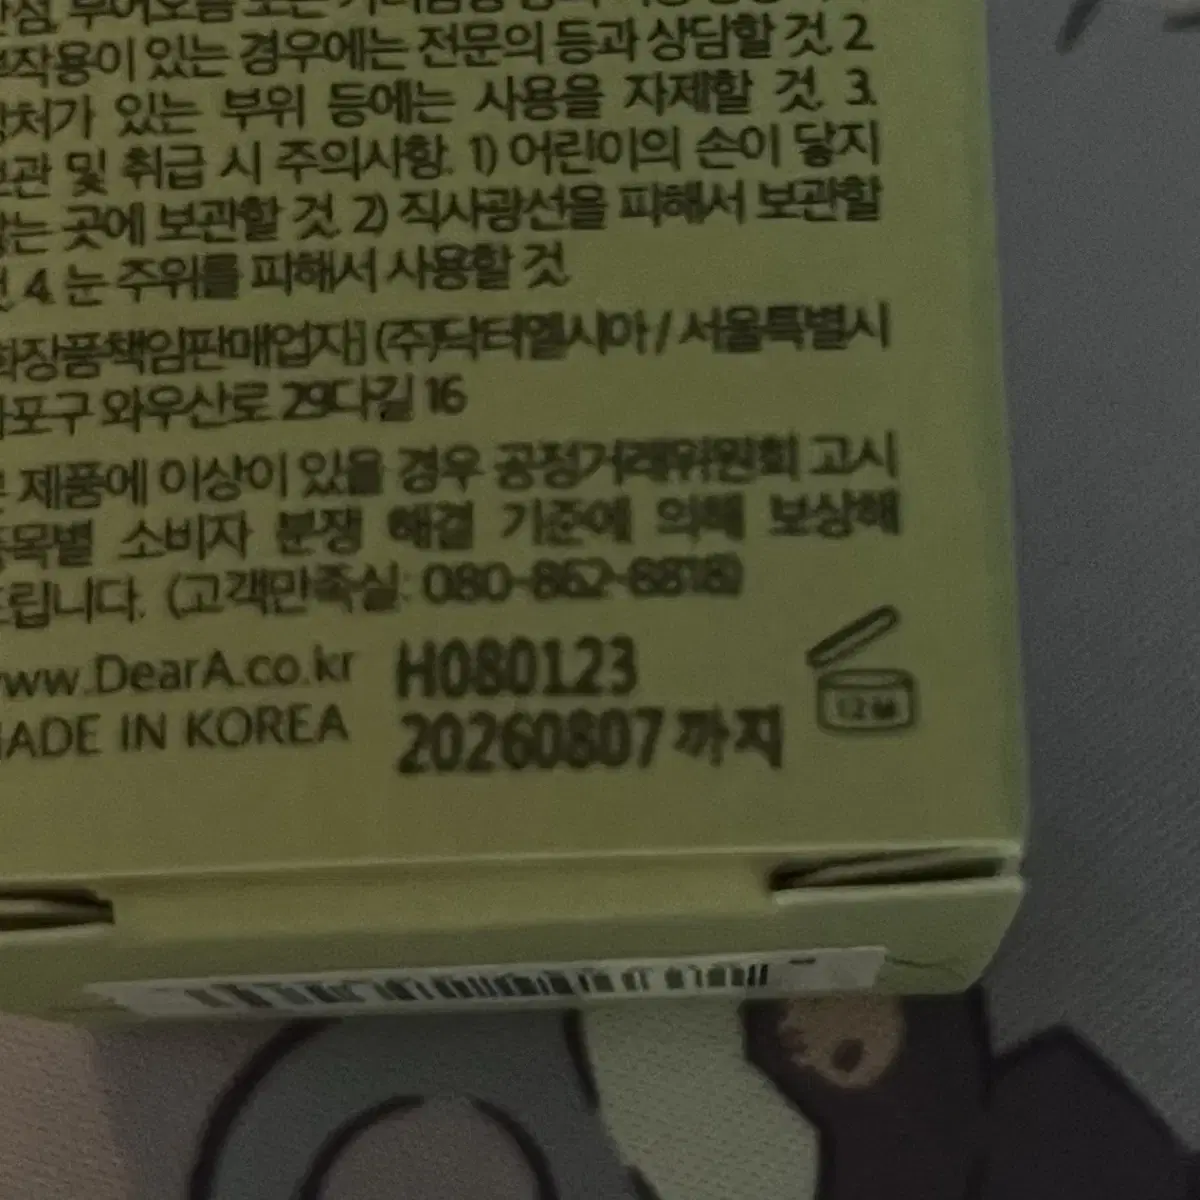 작용이 있는 경우에는 전문의 등과 상담할 것. 2.
처가 있는 부위 등에는 사용을 자제할 것. 3.
관 및 취급 시 주의사항. 1) 어린이의 손이 닿지
는 곳에 보관할 것. 2) 직사광선을 피해서 보관할
4. 눈 주위를 피해서 사용할 것.
화장품책임판매업자] (주)닥터엘시아 / 서울특별시
포구 와우산로 29다길 16
제품에 이상이 있을 경우 공정거래위원회 고시
목별 소비자 분쟁 해결 기준에 의해 보상해
드립니다. (고객만족실: 080-862-8818)
www.DearA.co.kr
MADE IN KOREA
H080123
20260807 까지
12M